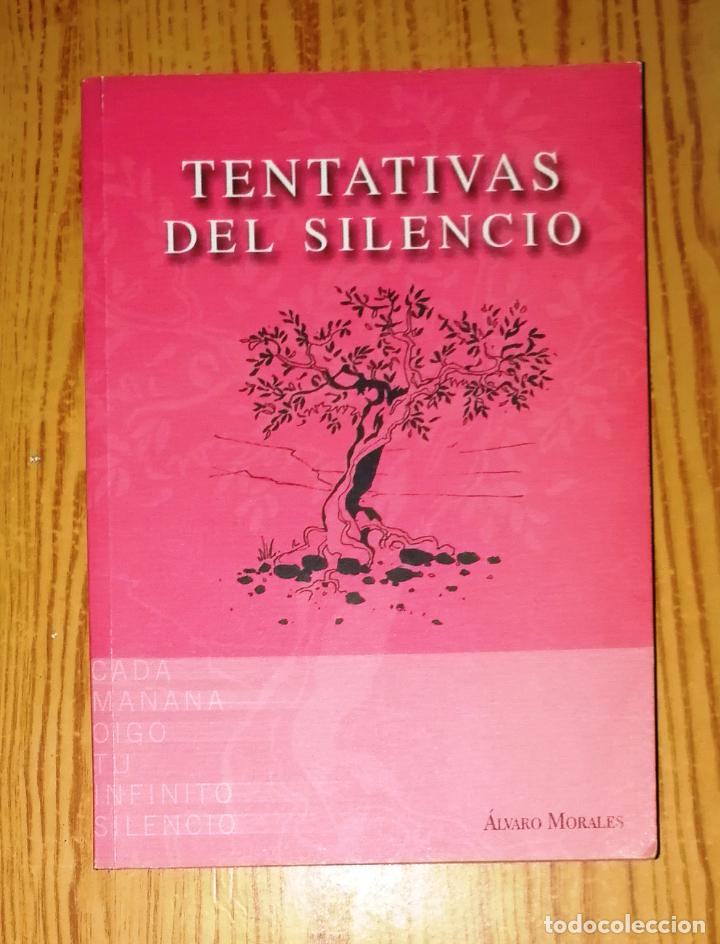 TENTATIVAS
DEL SILENCIO
CADA
MAÑANA
OIGO
TU
INFINITO
SILENCIO
ÁLVARO MORALES
todocoleccion